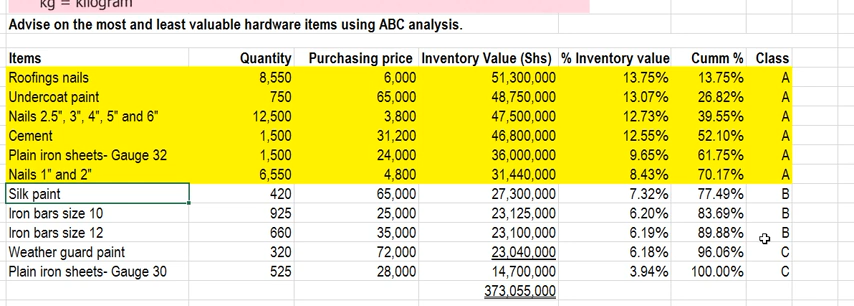 kg = kilogram
Advise on the most and least valuable hardware items using ABC analysis.
Items Quantity Purchasing price Inventory Value (Shs) % Inventory value Cumm % Class
Roofings nails 8,550 6,000 51,300,000 13.75% 13.75% A
Undercoat paint 750 65,000 48,750,000 13.07% 26.82% A
Nails 2.5", 3", 4", 5" and 6" 12,500 3,800 47,500,000 12.73% 39.55% A
Cement 1,500 31,200 46,800,000 12.55% 52.10% A
Plain iron sheets- Gauge 32 1,500 24,000 36,000,000 9.65% 61.75% A
Nails 1" and 2" 6,550 4,800 31,440,000 8.43% 70.17% A
Silk paint 420 65,000 27,300,000 7.32% 77.49% B
Iron bars size 10 925 25,000 23,125,000 6.20% 83.69% B
Iron bars size 12 660 35,000 23,100,000 6.19% 89.88% B
Weather guard paint 320 72,000 23,040,000 6.18% 96.06% C
Plain iron sheets- Gauge 30 525 28,000 14,700,000 3.94% 100.00% C
373,055,000